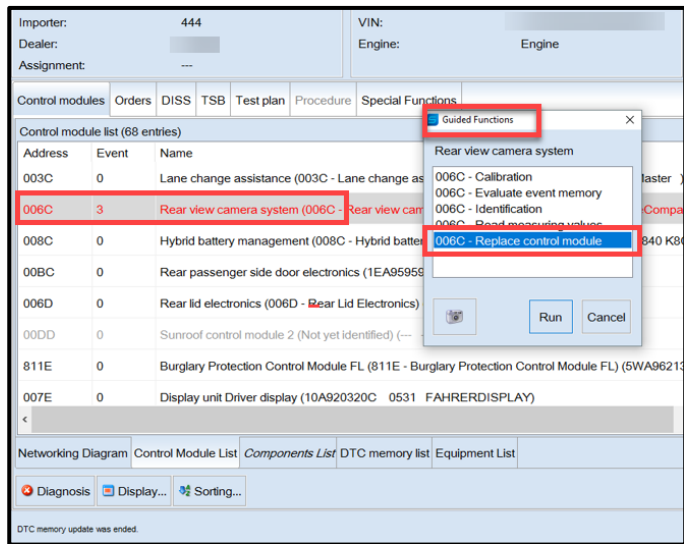 Importer: 444 VIN:
Dealer: Engine: Engine
Assignment: ---
Control modules Orders DISS TSB Test plan Procedure Special Functions
Guided Functions
Control module list (68 entries)
Rear view camera system
Address Event Name
006C - Calibration
003C 0 Lane change assistance (003C - Lane change as Master )
006C - Evaluate event memory
006C - Identification
006C 3 Rear view camera system (006C - Rear view cam eCompa
006C - Read measuring values
006C - Replace control module
008C 0 Hybrid battery management (008C - Hybrid batter 840 K8
00BC 0 Rear passenger side door electronics (1EA95959
006D 0 Rear lid electronics (006D - Rear Lid Electronics)
Run Cancel
00DD 0 Sunroof control module 2 (Not yet identified) (---
811E 0 Burglary Protection Control Module FL (811E - Burglary Protection Control Module FL) (5WA96213
007E 0 Display unit Driver display (10A920320C 0531 FAHRERDISPLAY)
Networking Diagram Control Module List Components List DTC memory list Equipment List
Diagnosis Display... Sorting...
DTC memory update was ended.